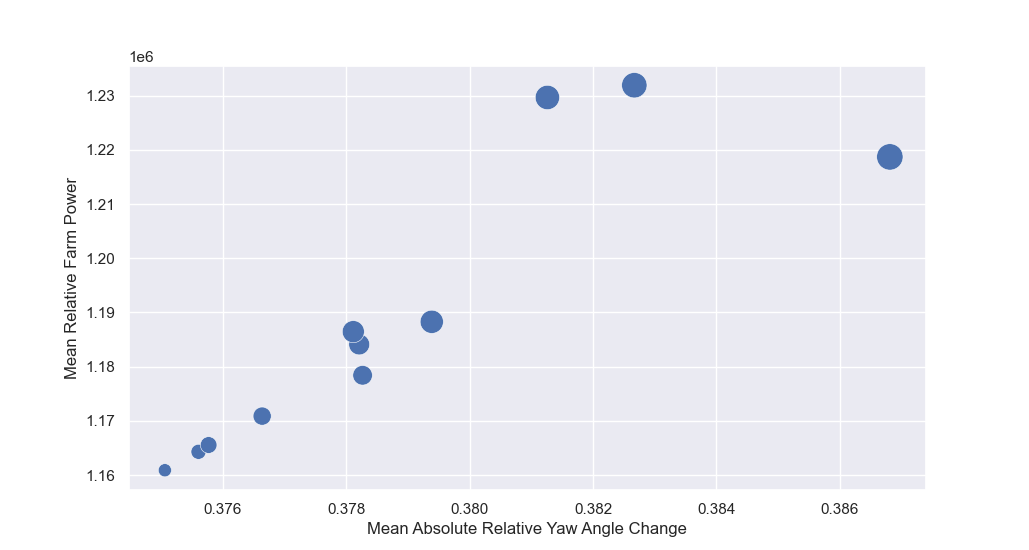 1e6
1.23
1.22
1.21
1.20
1.19
1.18
1.17
1.16
Mean Relative Farm Power
0.376 0.378 0.380 0.382 0.384 0.386
Mean Absolute Relative Yaw Angle Change